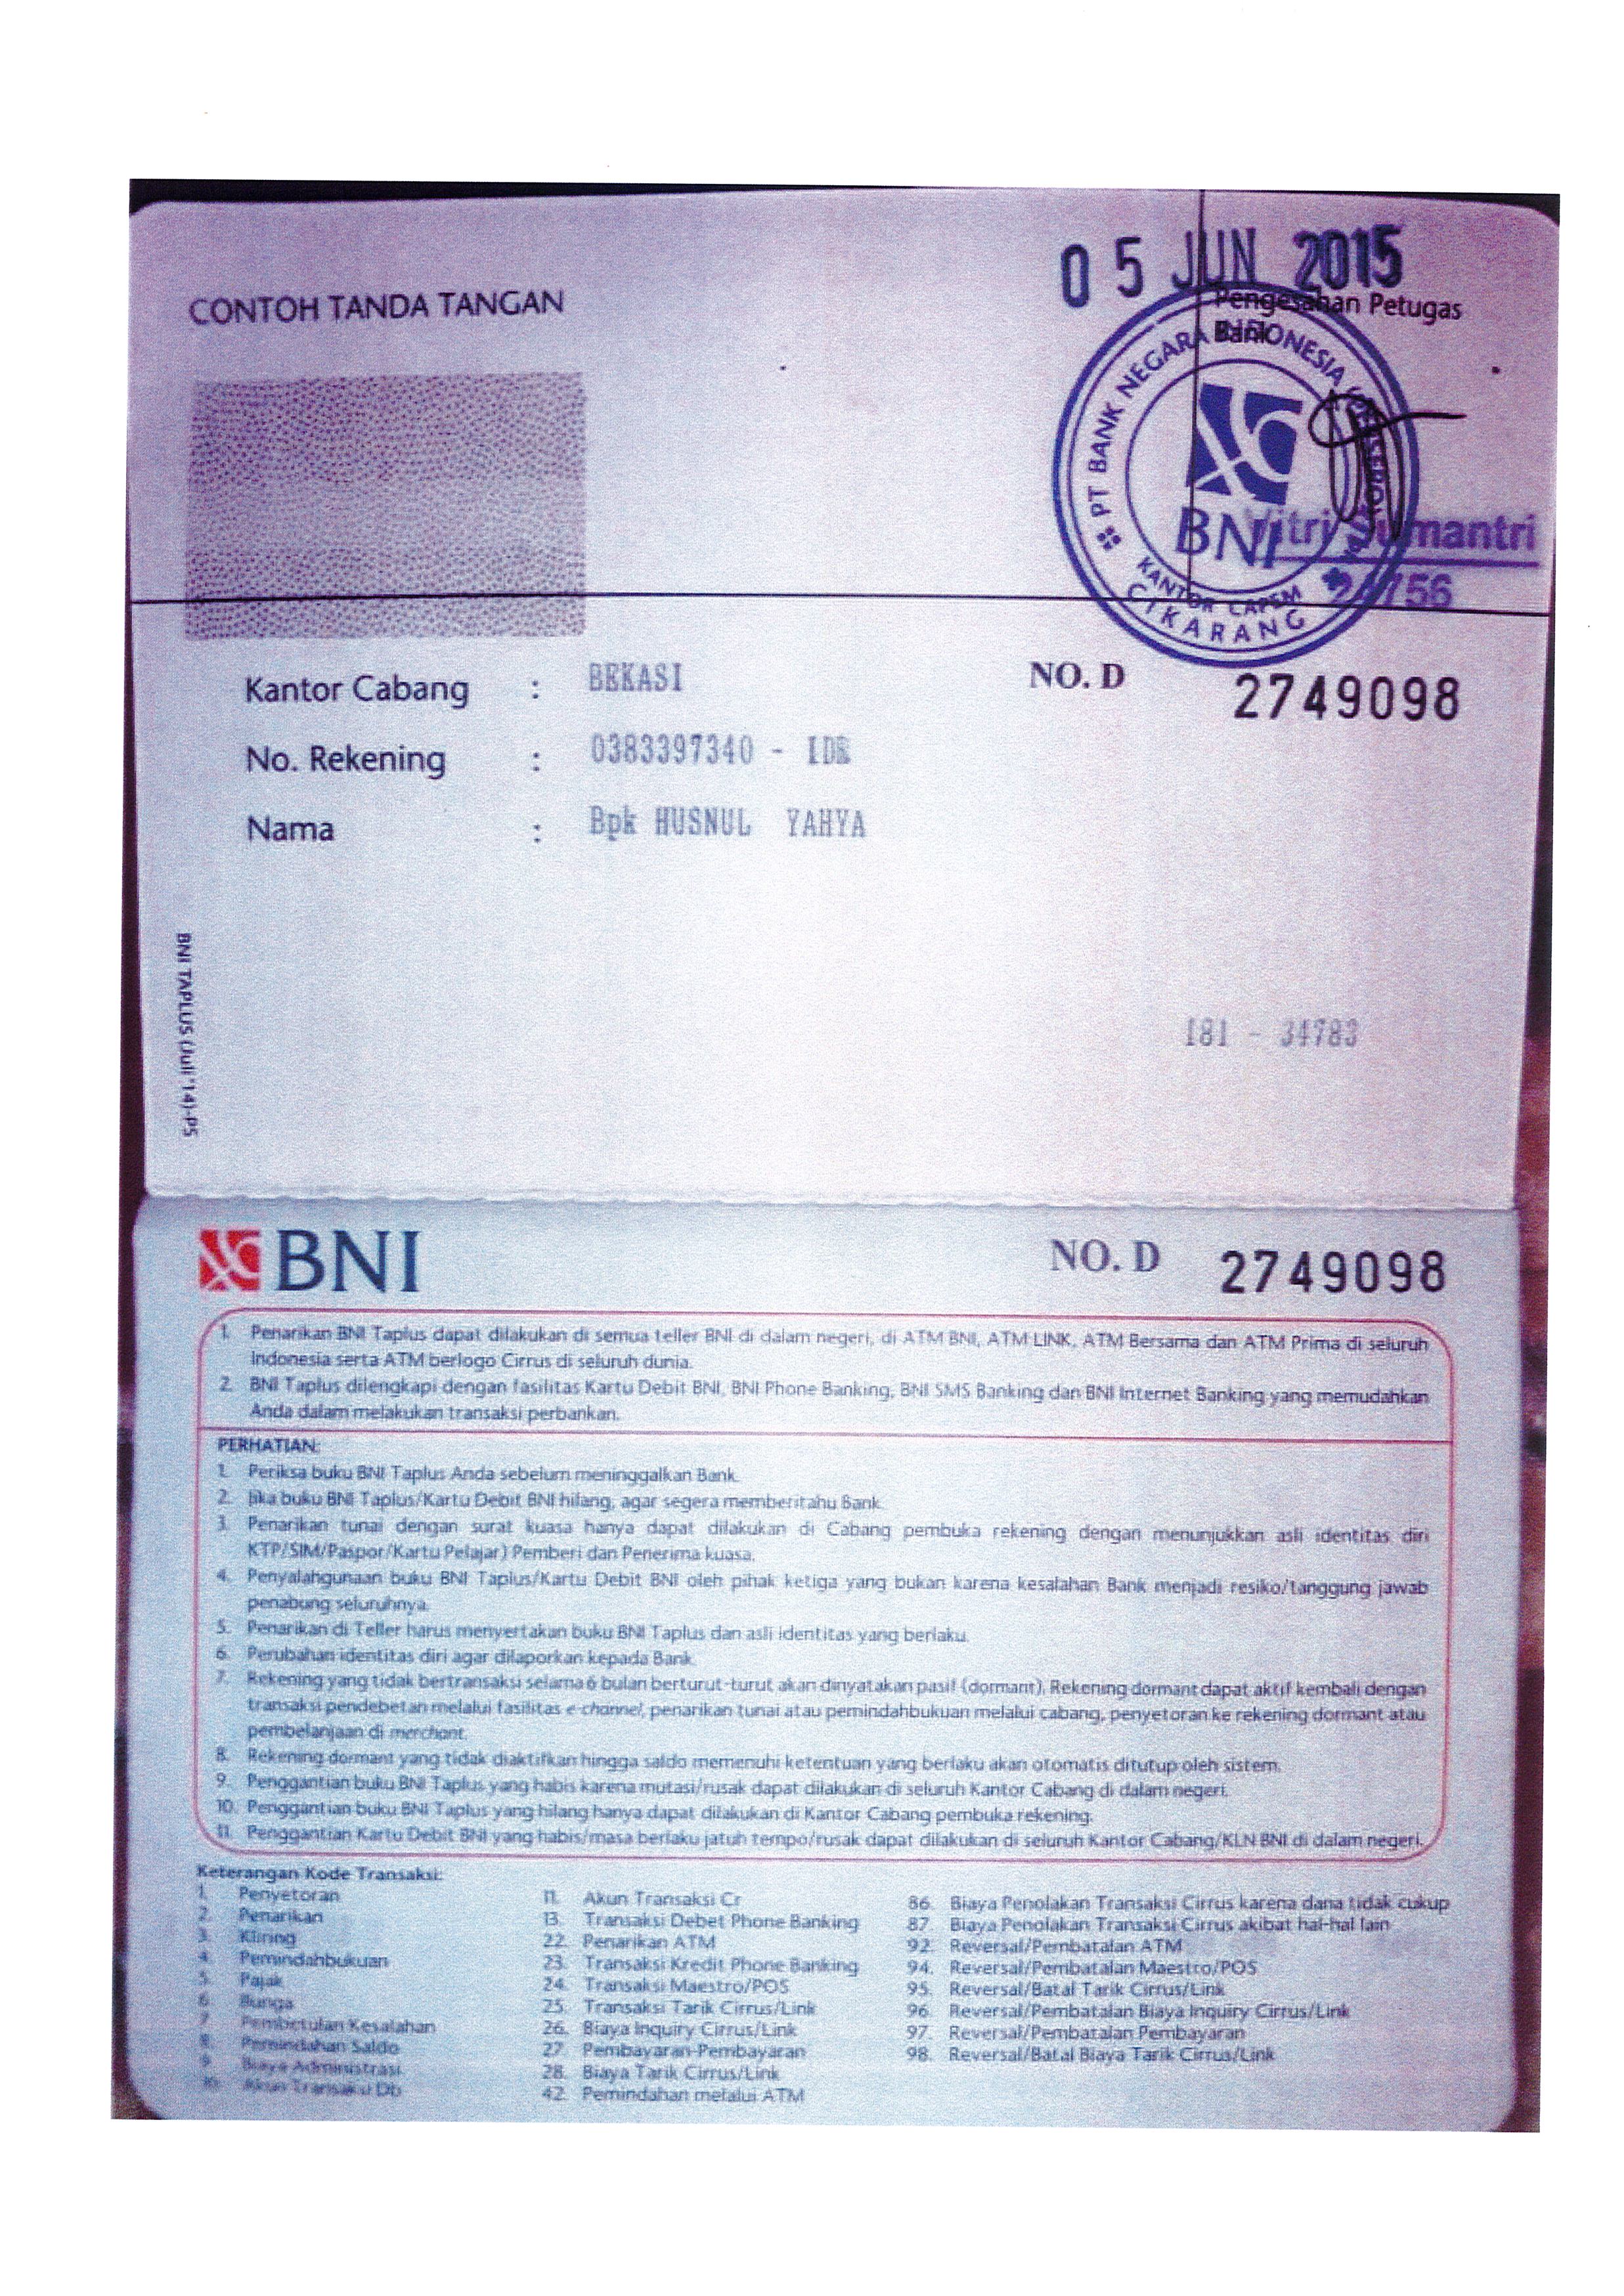 0 5 JUN 2015
CONTOH TANDA TANGAN
Pengesahan Petugas
Bank
PT BANK NEGARA INDONESIA
BNI
KANTOR CAPEM
CIKARANG
Kantor Cabang : BEKASI
NO. D 2749098
No. Rekening : 0383397340 - IDR
Nama : Bpk HUSNUL YAHYA
181 - 34783
BNI TAPLUS (Juli'14)-PS
BNI
NO. D 2749098
1. Penarikan BNI Taplus dapat dilakukan di semua teller BNI di dalam negeri, di ATM BNI, ATM LINK, ATM Bersama dan ATM Prima di seluruh
Indonesia serta ATM berlogo Cirrus di seluruh dunia.
2. BNI Taplus dilengkapi dengan fasilitas Kartu Debit BNI, BNI Phone Banking, BNI SMS Banking dan BNI Internet Banking yang memudahkan
Anda dalam melakukan transaksi perbankan.
PERHATIAN:
1. Periksa buku BNI Taplus Anda sebelum meninggalkan Bank.
2. Jika buku BNI Taplus/Kartu Debit BNI hilang, agar segera memberitahu Bank.
3. Penarikan tunai dengan surat kuasa hanya dapat dilakukan di Cabang pembuka rekening dengan menunjukkan asli identitas diri
KTP/SIM/Paspor/Kartu Pelajar) Pemberi dan Penerima kuasa.
4. Penyalahgunaan buku BNI Taplus/Kartu Debit BNI oleh pihak ketiga yang bukan karena kesalahan Bank menjadi resiko/tanggung jawab
penabung seluruhnya.
5. Penarikan di Teller harus menyertakan buku BNI Taplus dan asli identitas yang berlaku.
6. Perubahan identitas diri agar dilaporkan kepada Bank.
7. Rekening yang tidak bertransaksi selama 6 bulan berturut-turut akan dinyatakan pasif (dormant). Rekening dormant dapat aktif kembali dengan
transaksi pendebetan melalui fasilitas e-channel, penarikan tunai atau pemindahbukuan melalui cabang, penyetoran ke rekening dormant atau
pembelanjaan di merchant.
8. Rekening dormant yang tidak diaktifkan hingga saldo memenuhi ketentuan yang berlaku akan otomatis ditutup oleh sistem.
9. Penggantian buku BNI Taplus yang habis karena mutasi/rusak dapat dilakukan di seluruh Kantor Cabang di dalam negeri.
10. Penggantian buku BNI Taplus yang hilang hanya dapat dilakukan di Kantor Cabang pembuka rekening.
11. Penggantian Kartu Debit BNI yang habis/masa berlaku jatuh tempo/rusak dapat dilakukan di seluruh Kantor Cabang/KLN BNI di dalam negeri.
Keterangan Kode Transaksi:
1. Penyetoran
2. Penarikan
3. Kliring
4. Pemindahbukuan
5. Pajak
6. Bunga
7. Pembetulan Kesalahan
8. Pemindahan Saldo
9. Biaya Administrasi
10. Akun Transaksi Db
11. Akun Transaksi Cr
13. Transaksi Debet Phone Banking
22. Penarikan ATM
23. Transaksi Kredit Phone Banking
24. Transaksi Maestro/POS
25. Transaksi Tarik Cirrus/Link
26. Biaya Inquiry Cirrus/Link
27. Pembayaran-Pembayaran
28. Biaya Tarik Cirrus/Link
42. Pemindahan melalui ATM
86. Biaya Penolakan Transaksi Cirrus karena dana tidak cukup
87. Biaya Penolakan Transaksi Cirrus akibat hal-hal lain
92. Reversal/Pembatalan ATM
94. Reversal/Pembatalan Maestro/POS
95. Reversal/Batal Tarik Cirrus/Link
96. Reversal/Pembatalan Biaya Inquiry Cirrus/Link
97. Reversal/Pembatalan Pembayaran
98. Reversal/Batal Biaya Tarik Cirrus/Link